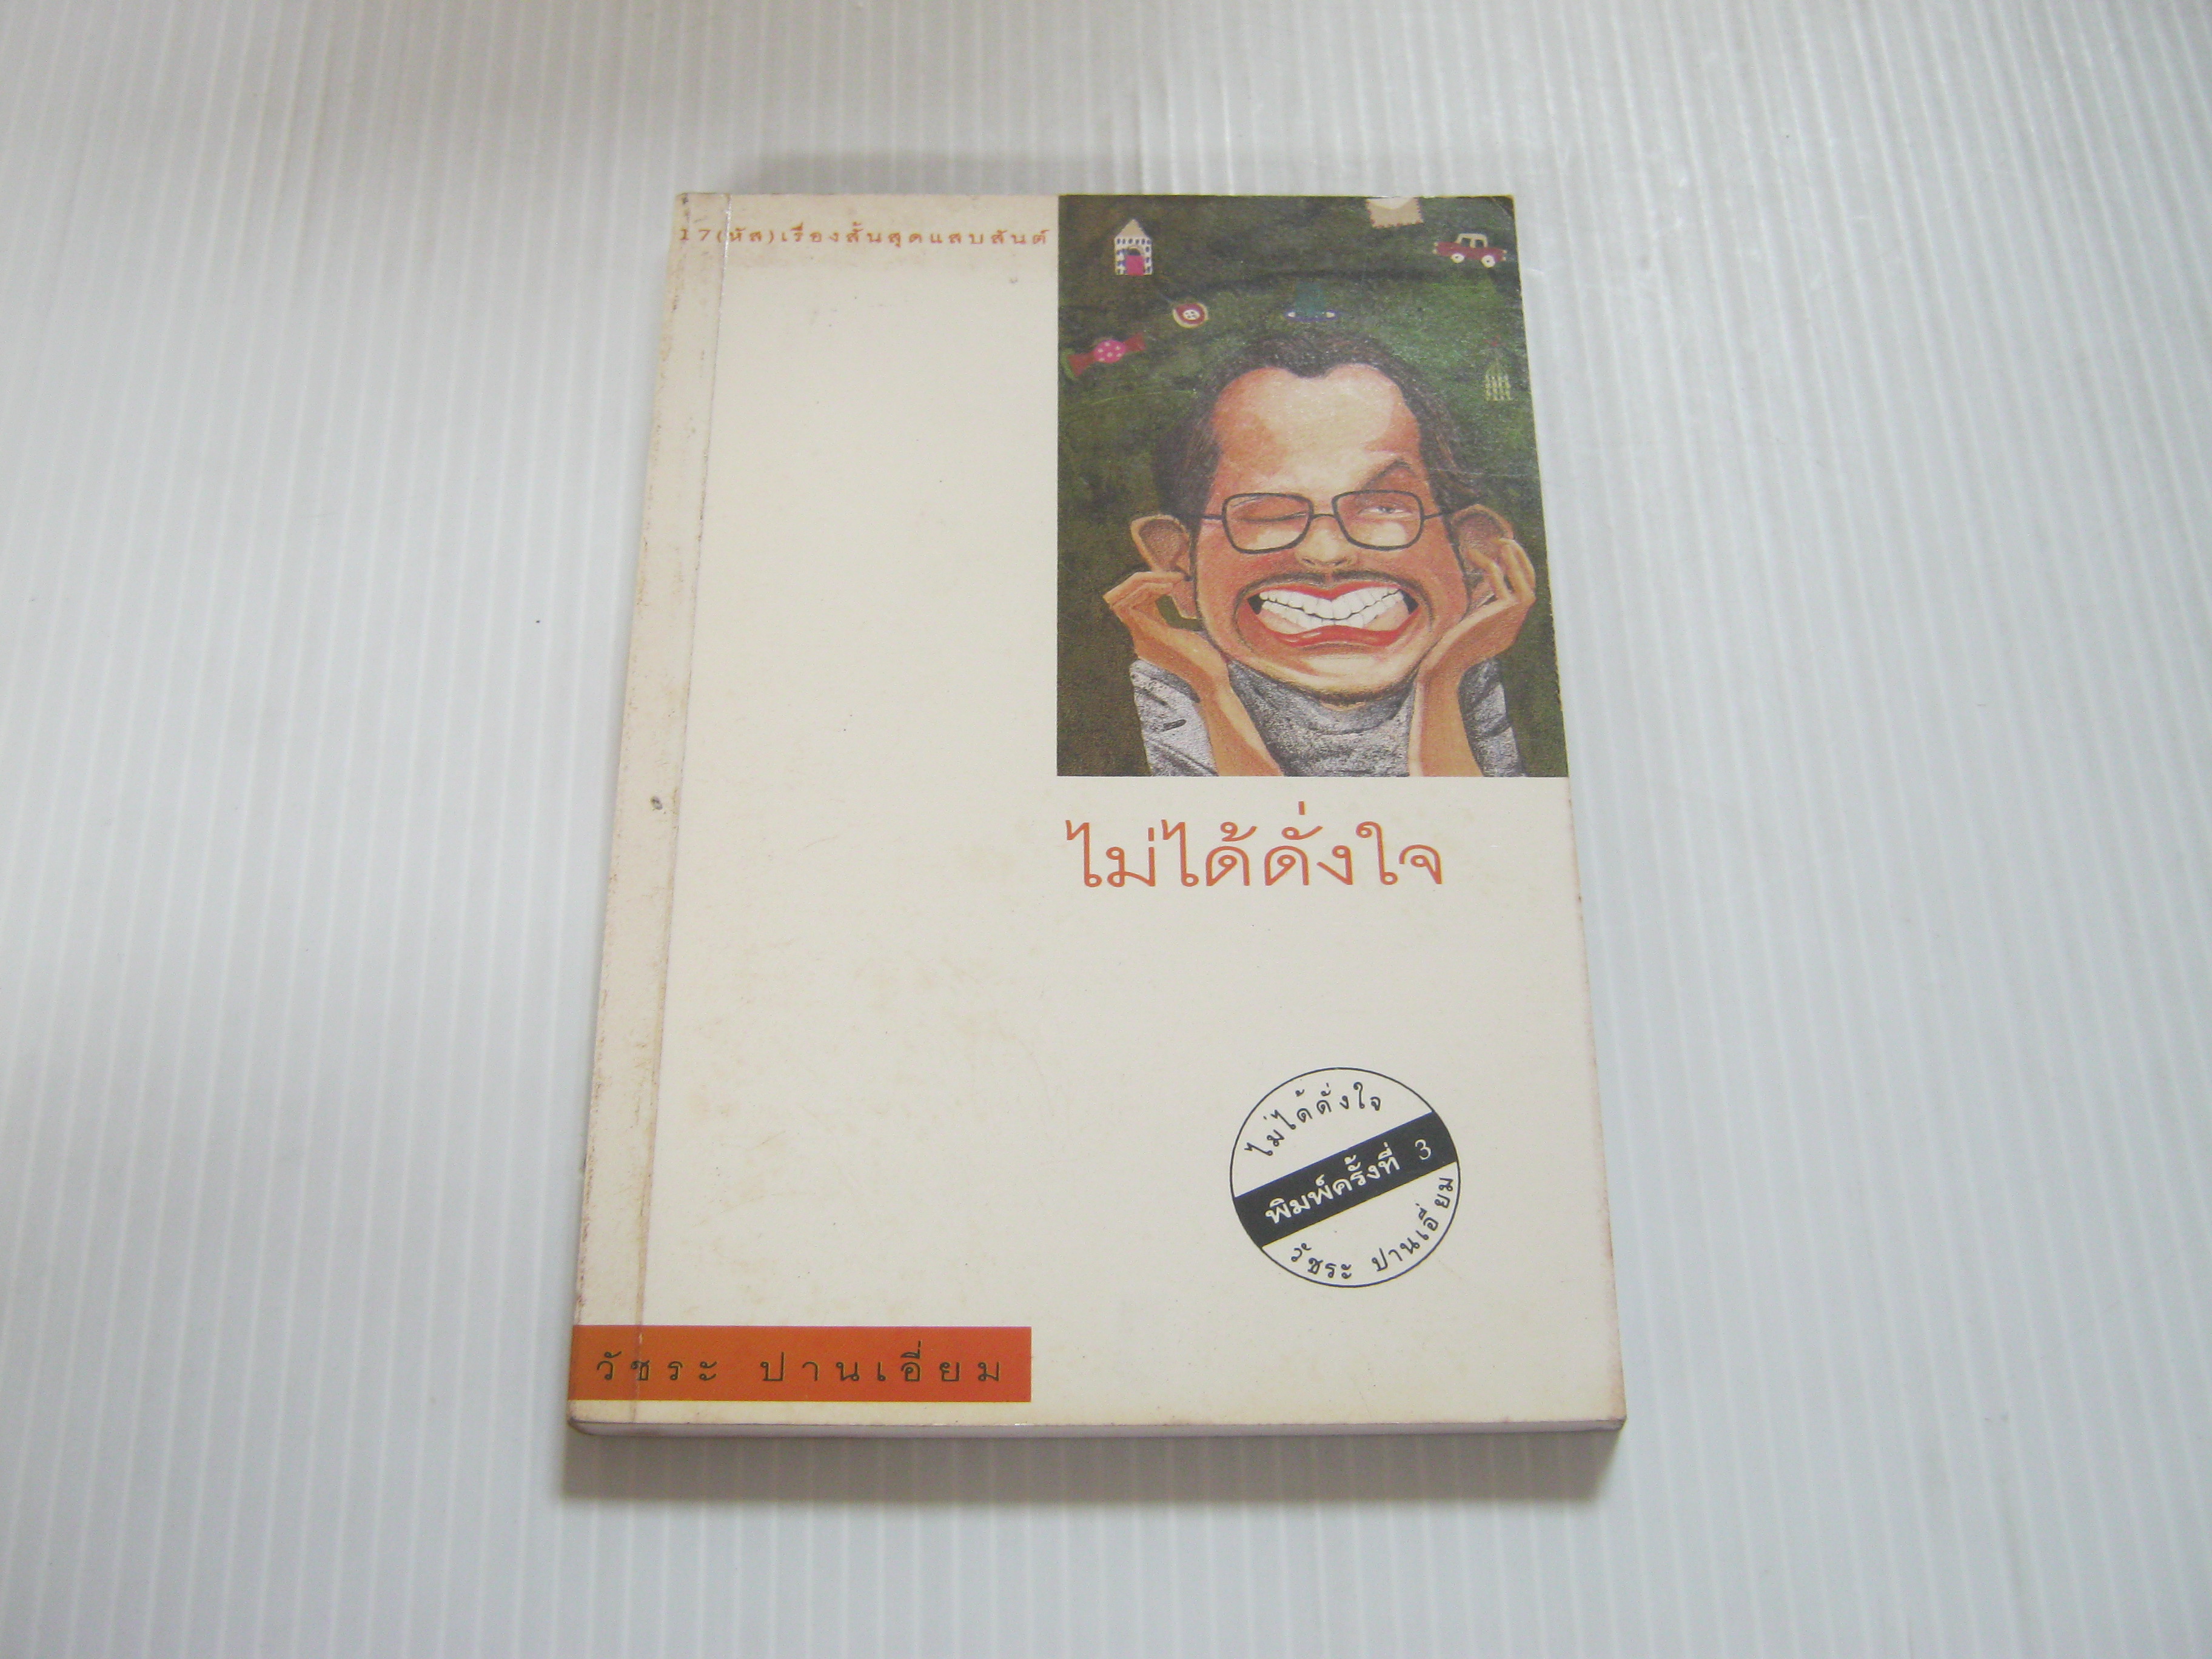 17(หัส)เรื่องสั้นสุดแสบสันต์
ไม่ได้ดั่งใจ
ไม่ได้ดั่งใจ
พิมพ์ครั้งที่ 3
วัชระ ปานเอี่ยม
วัชระ ปานเอี่ยม